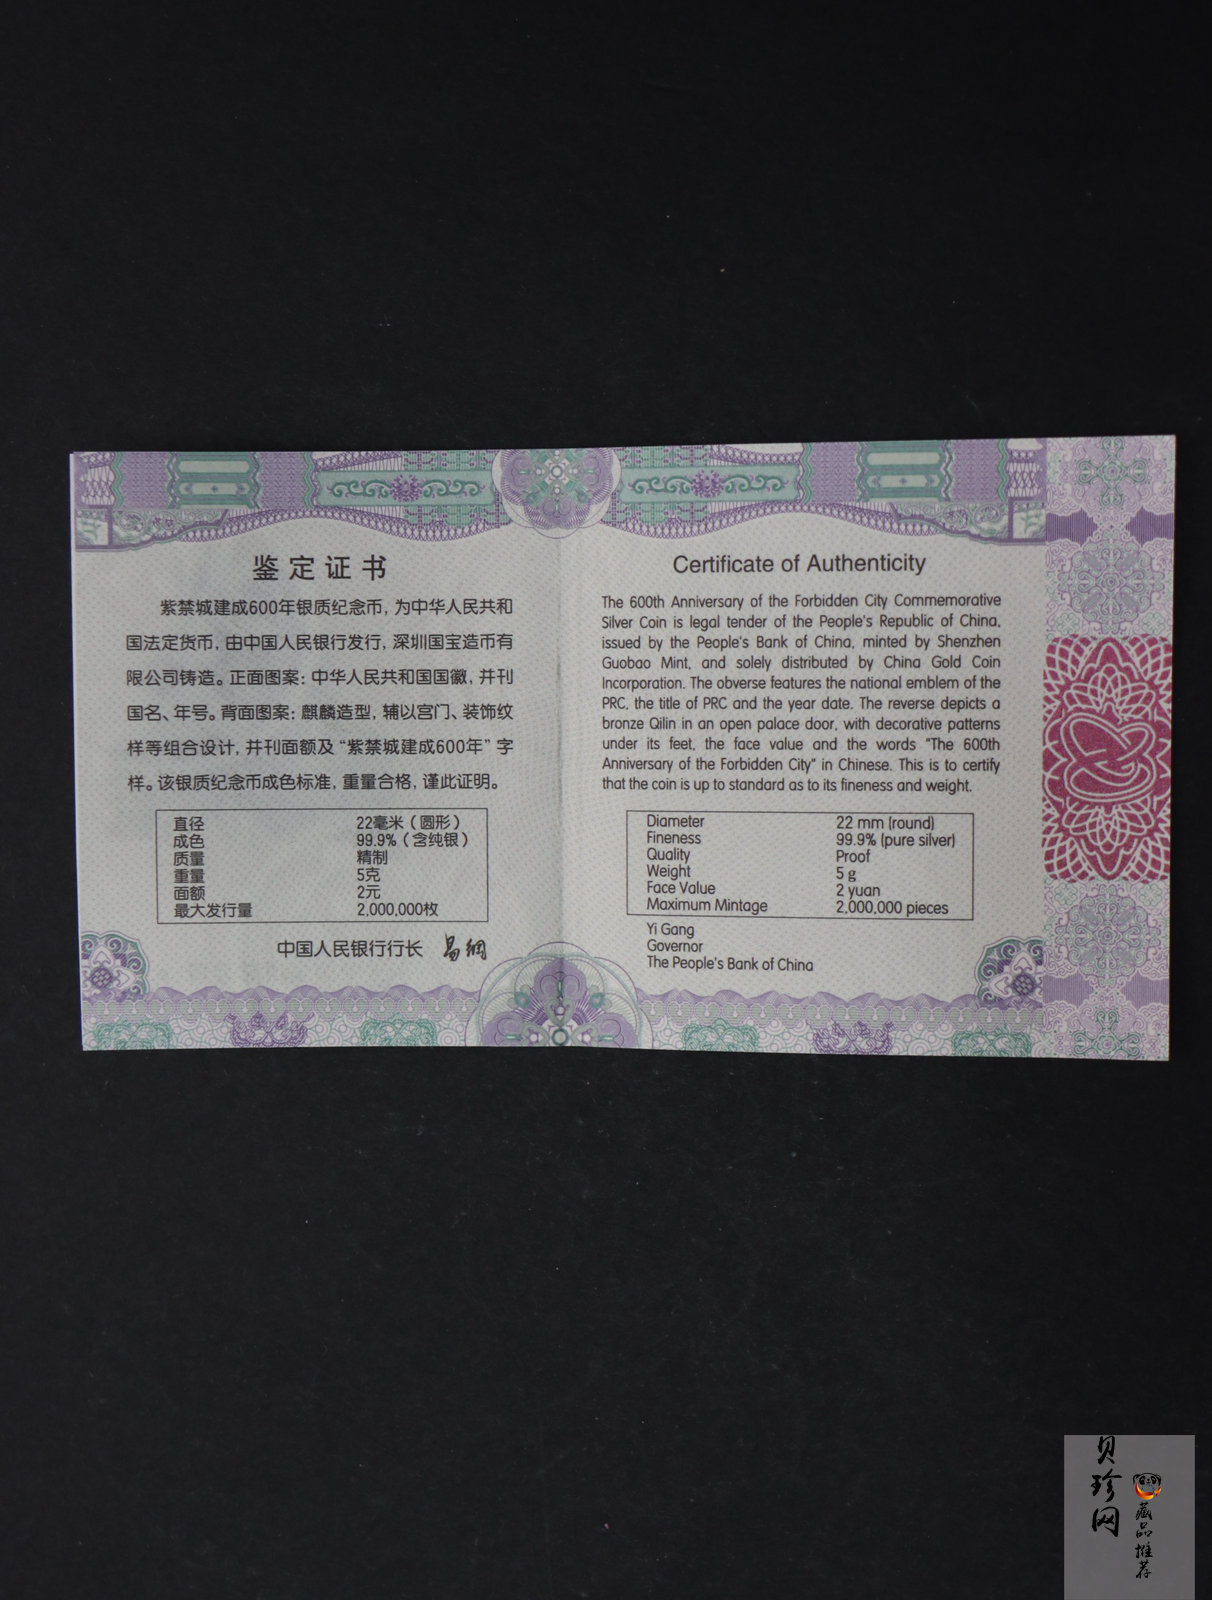 鉴定证书
紫禁城建成600年银质纪念币，为中华人民共和
国法定货币，由中国人民银行发行，深圳国宝造币有
限公司铸造。正面图案：中华人民共和国国徽，并刊
国名、年号。背面图案：麒麟造型，辅以宫门、装饰纹
样等组合设计，并刊面额及“紫禁城建成600年”字
样。该银质纪念币成色标准，重量合格，谨此证明。
直径 22毫米（圆形）
成色 99.9%（含纯银）
质量 精制
重量 5克
面额 2元
最大发行量 2,000,000枚
中国人民银行行长 易纲
Certificate of Authenticity
The 600th Anniversary of the Forbidden City Commemorative
Silver Coin is legal tender of the People's Republic of China,
issued by the People's Bank of China, minted by Shenzhen
Guobao Mint, and solely distributed by China Gold Coin
Incorporation. The obverse features the national emblem of the
PRC, the title of PRC and the year date. The reverse depicts a
bronze Qilin in an open palace door, with decorative patterns
under its feet, the face value and the words "The 600th
Anniversary of the Forbidden City" in Chinese. This is to certify
that the coin is up to standard as to its fineness and weight.
Diameter 22 mm (round)
Fineness 99.9% (pure silver)
Quality Proof
Weight 5 g
Face Value 2 yuan
Maximum Mintage 2,000,000 pieces
Yi Gang
Governor
The People's Bank of China
贝珍网
藏品推荐